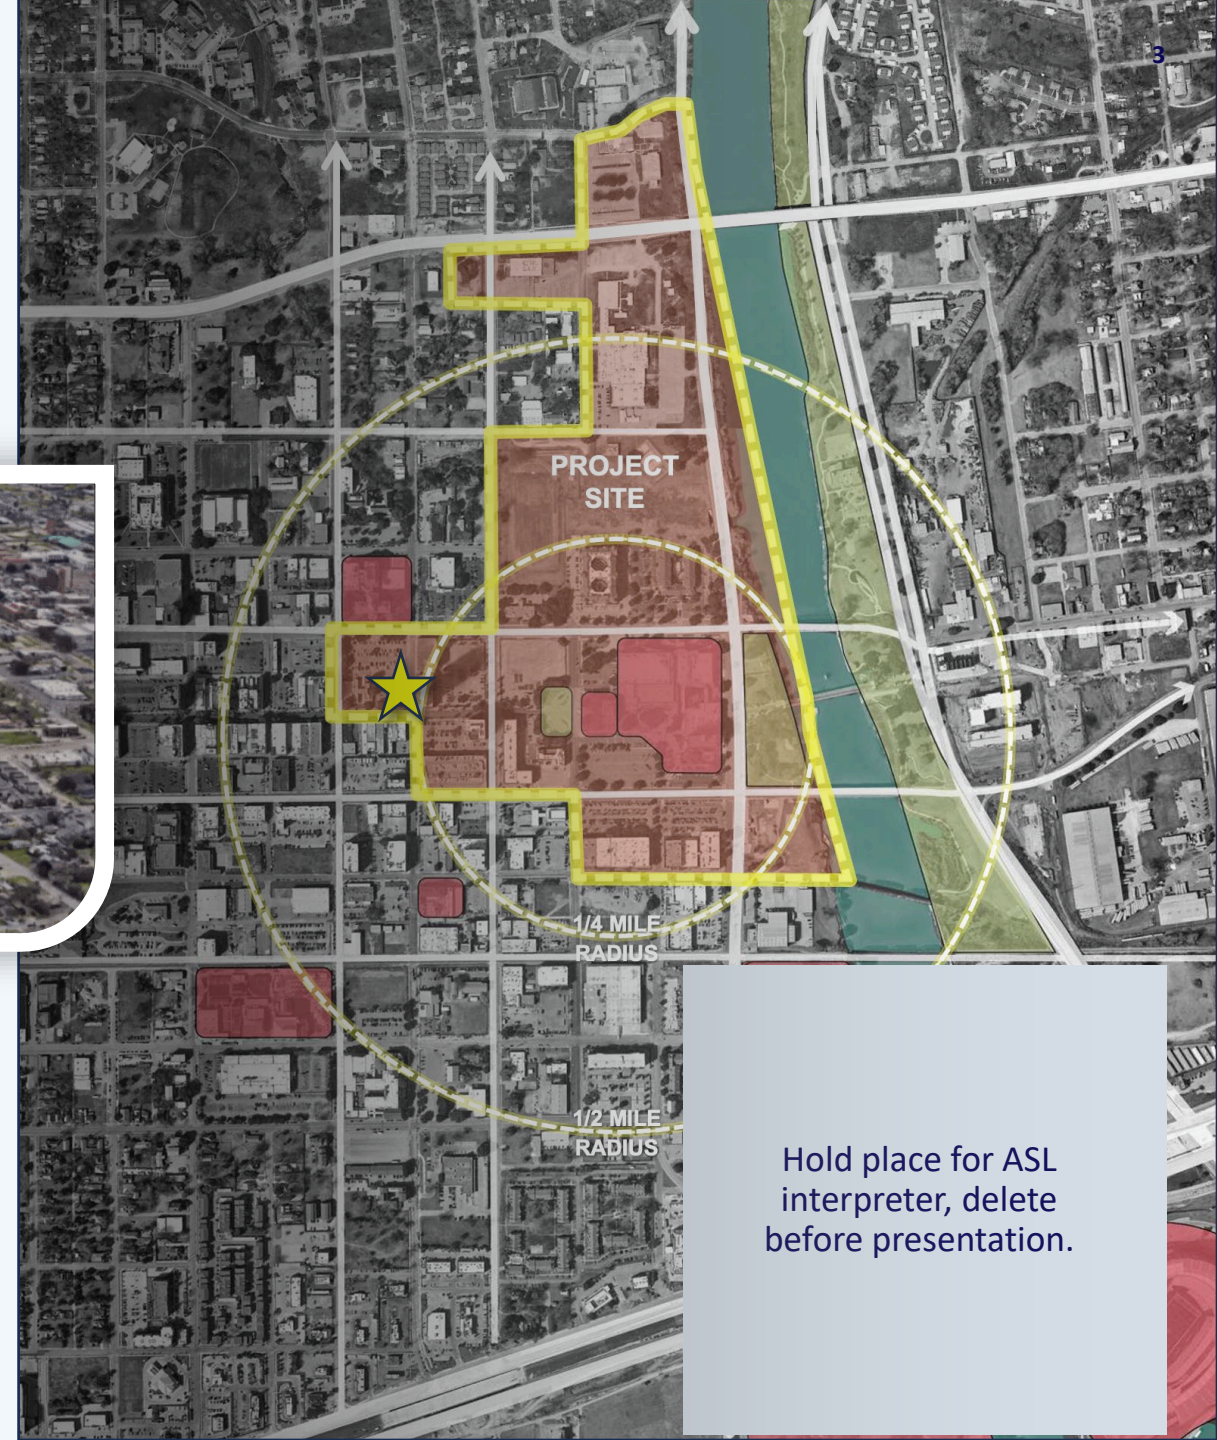 3
PROJECT
SITE
1/4 MILE
RADIUS
1/2 MILE
RADIUS
Hold place for ASL
interpreter, delete
before presentation.